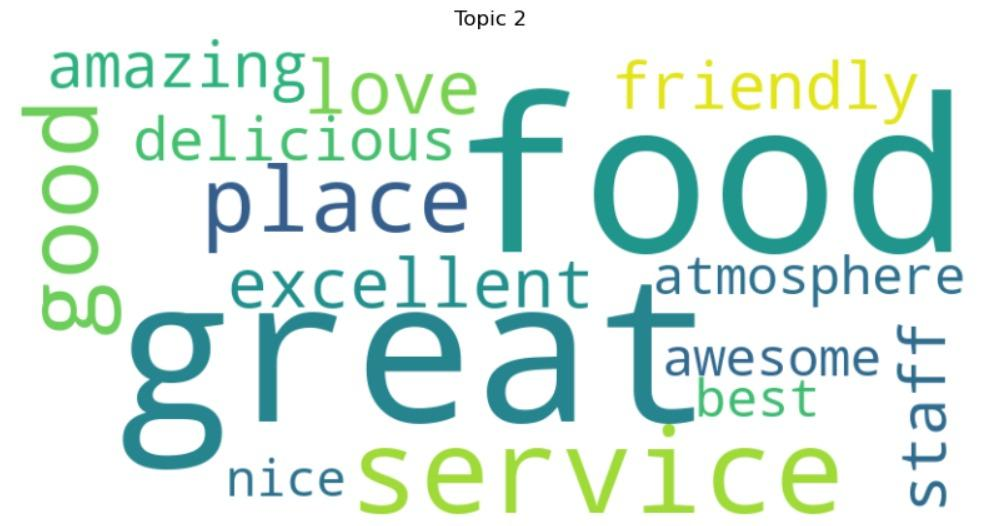 Topic 2
amazing
love
friendly
good
delicious
food
place
excellent
atmosphere
great
awesome
best
staff
nice
service